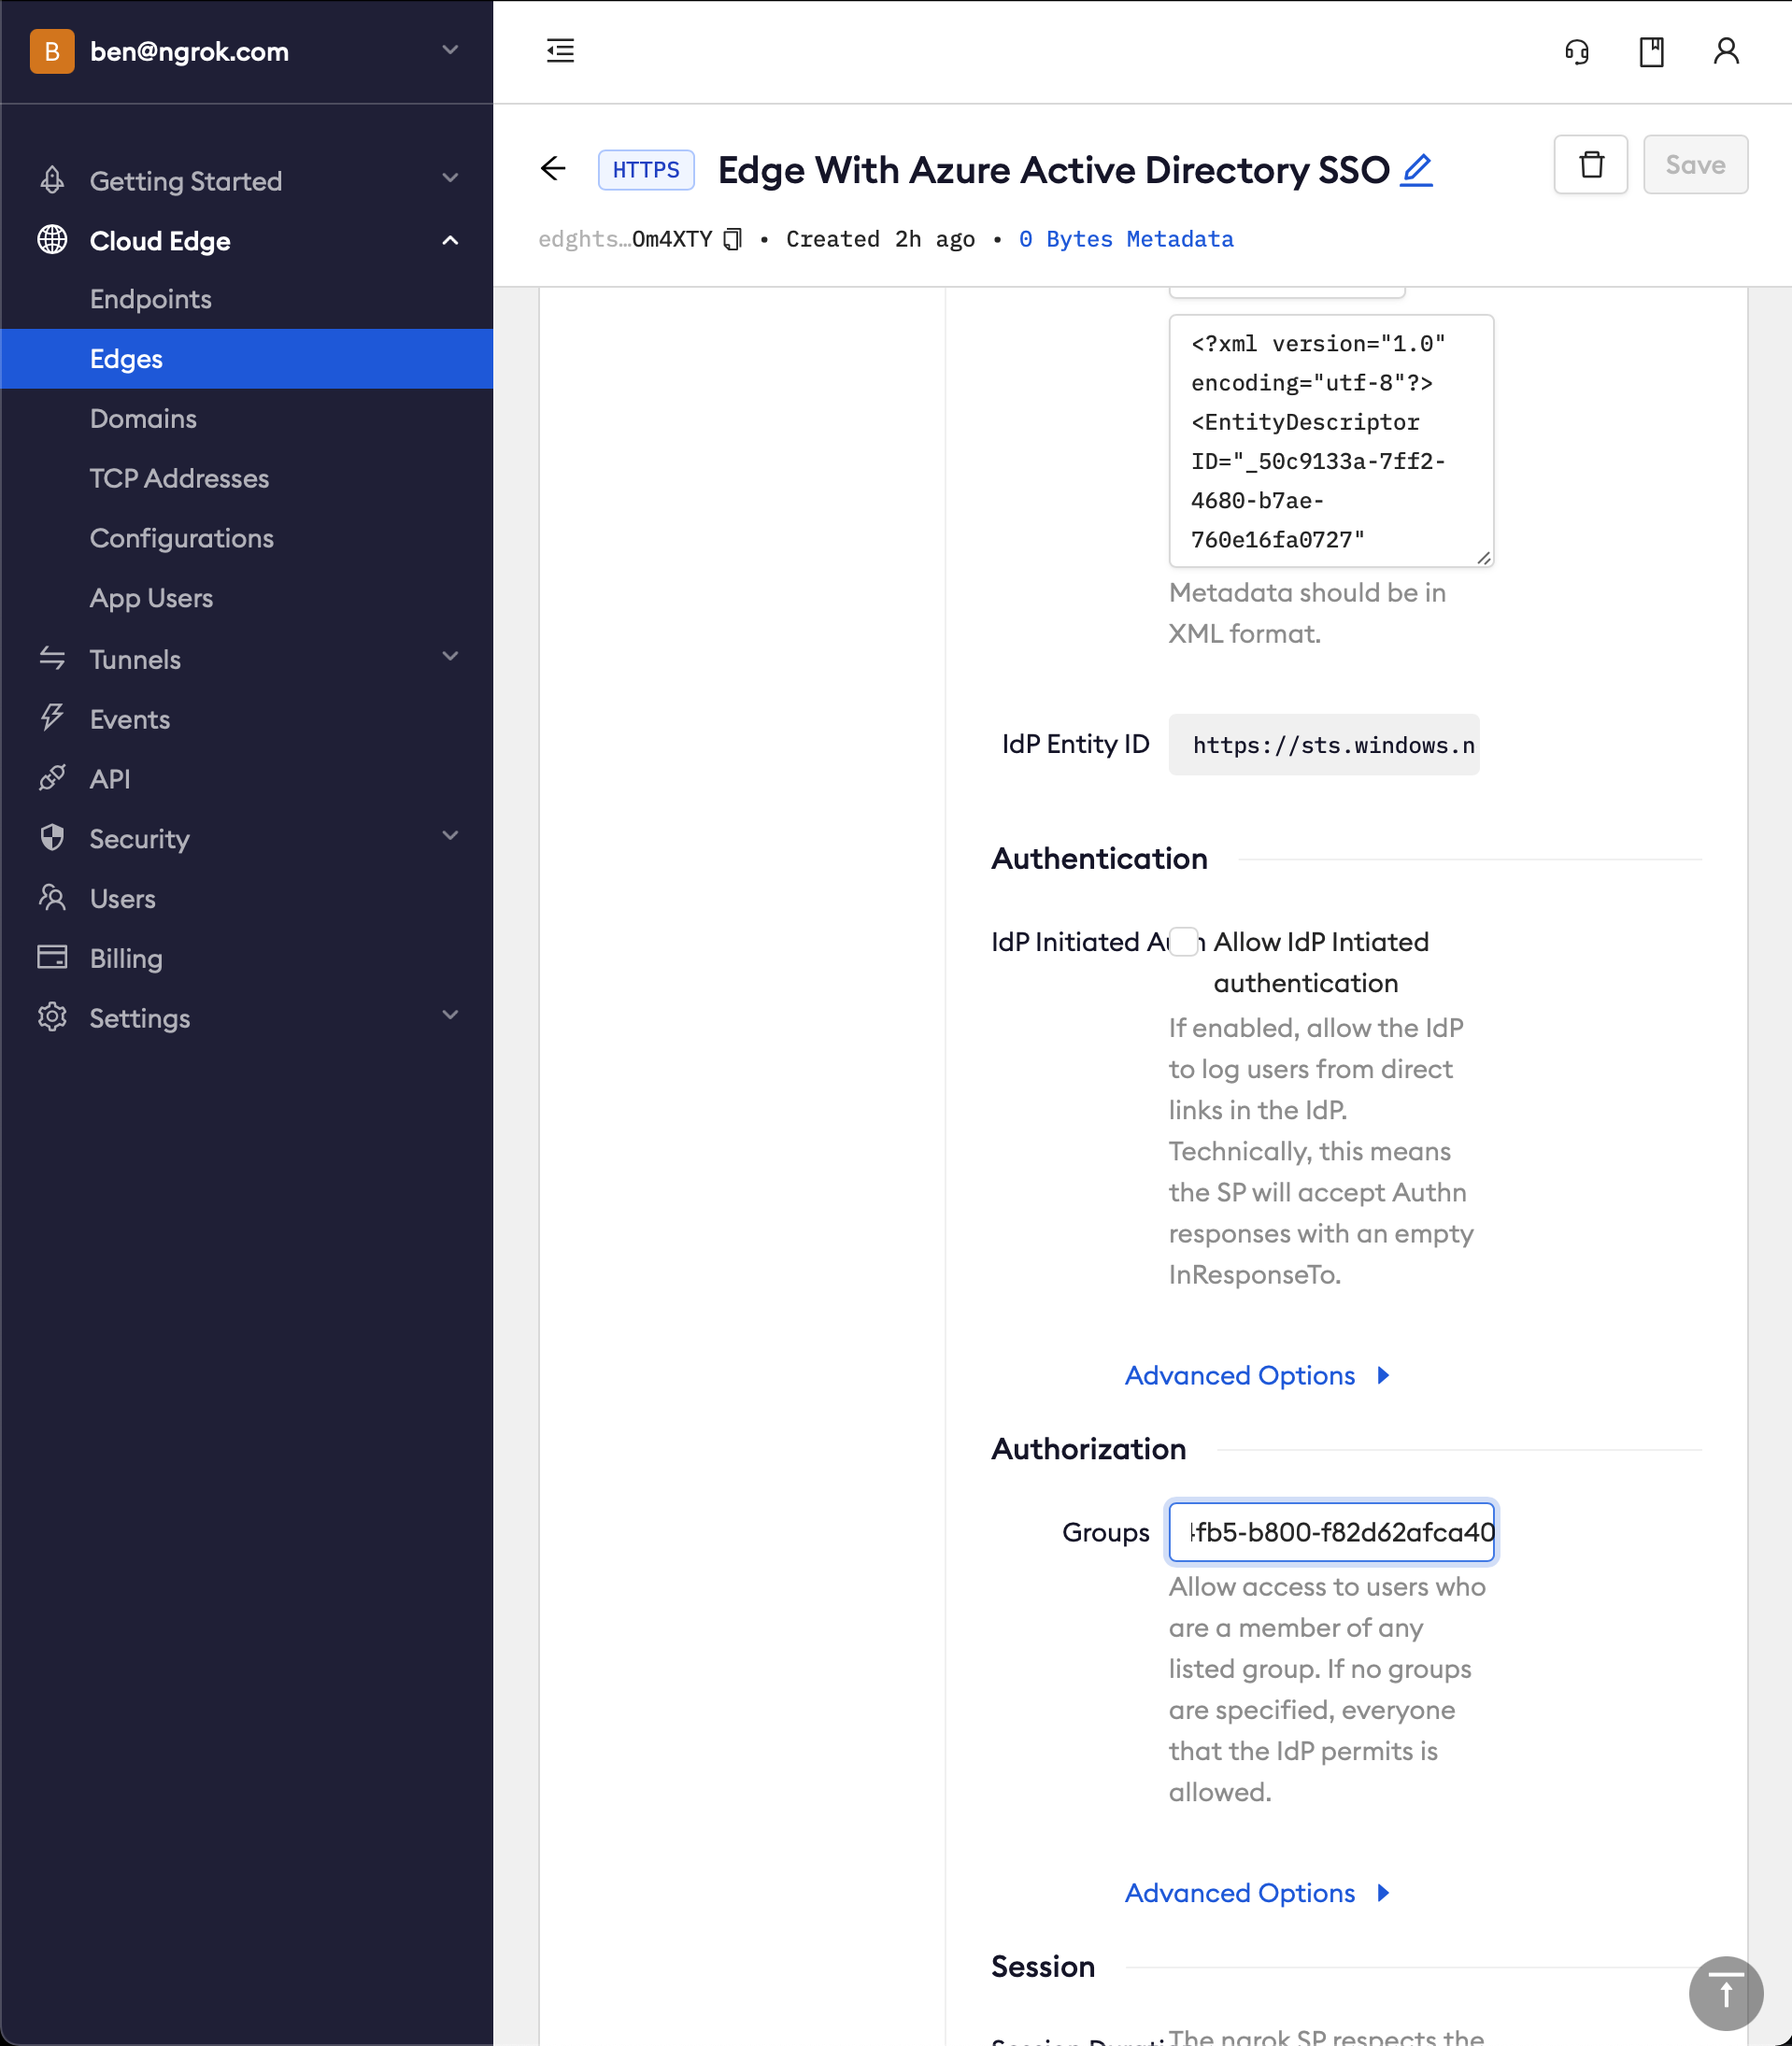 B ben@ngrok.com
Getting Started
Cloud Edge
Endpoints
Edges
Domains
TCP Addresses
Configurations
App Users
Tunnels
Events
API
Security
Users
Billing
Settings
HTTPS Edge With Azure Active Directory SSO
Save
edghts…0m4XTY • Created 2h ago • 0 Bytes Metadata
<?xml version="1.0"
encoding="utf-8"?>
<EntityDescriptor
ID="_50c9133a-7ff2-
4680-b7ae-
760e16fa0727"
Metadata should be in
XML format.
IdP Entity ID https://sts.windows.n
Authentication
IdP Initiated Allow IdP Intiated
authentication
If enabled, allow the IdP
to log users from direct
links in the IdP.
Technically, this means
the SP will accept Authn
responses with an empty
InResponseTo.
Advanced Options
Authorization
Groups fb5-b800-f82d62afca40
Allow access to users who
are a member of any
listed group. If no groups
are specified, everyone
that the IdP permits is
allowed.
Advanced Options
Session
The ngrok SP respects the